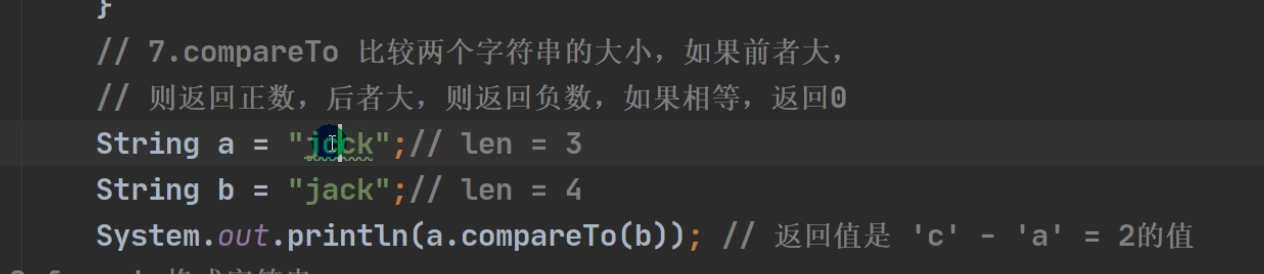 }
// 7.compareTo 比较两个字符串的大小，如果前者大，
// 则返回正数，后者大，则返回负数，如果相等，返回0
String a = "jcck";// len = 3
String b = "jack";// len = 4
System.out.println(a.compareTo(b)); // 返回值是 'c' - 'a' = 2的值